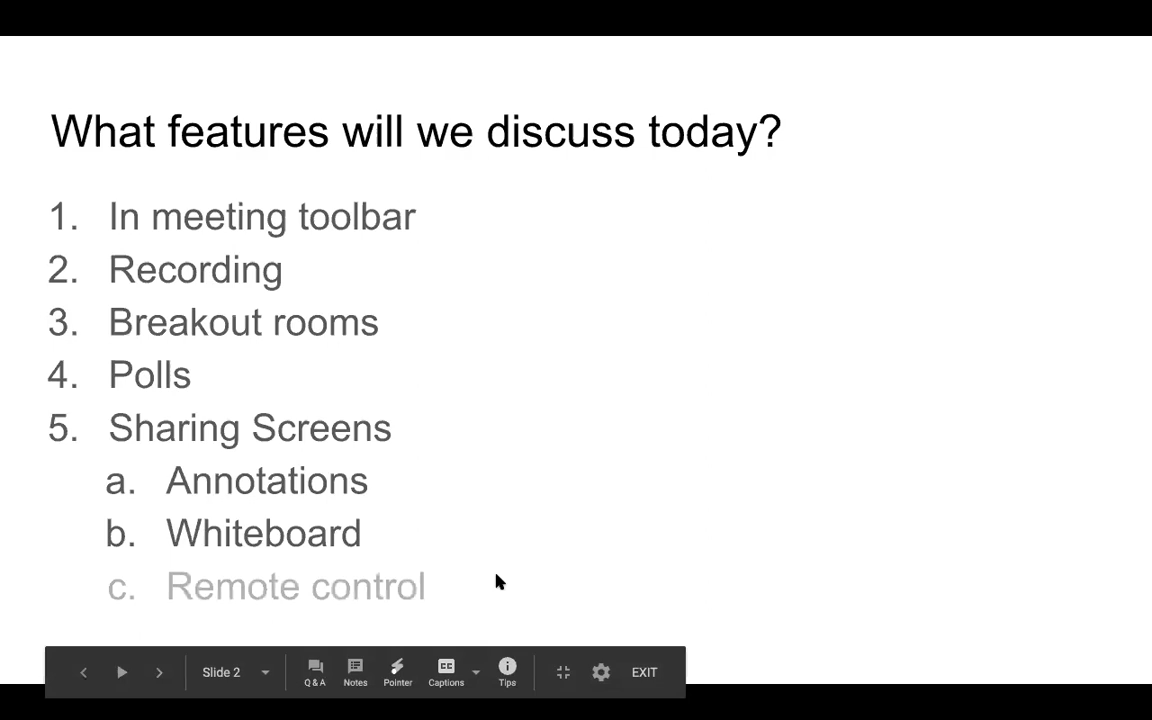 What features will we discuss today?
1. In meeting toolbar
2. Recording
3. Breakout rooms
4. Polls
5. Sharing Screens
a. Annotations
b. Whiteboard
c. Remote control
Slide 2 Q & A Notes Pointer CC Captions Tips EXIT